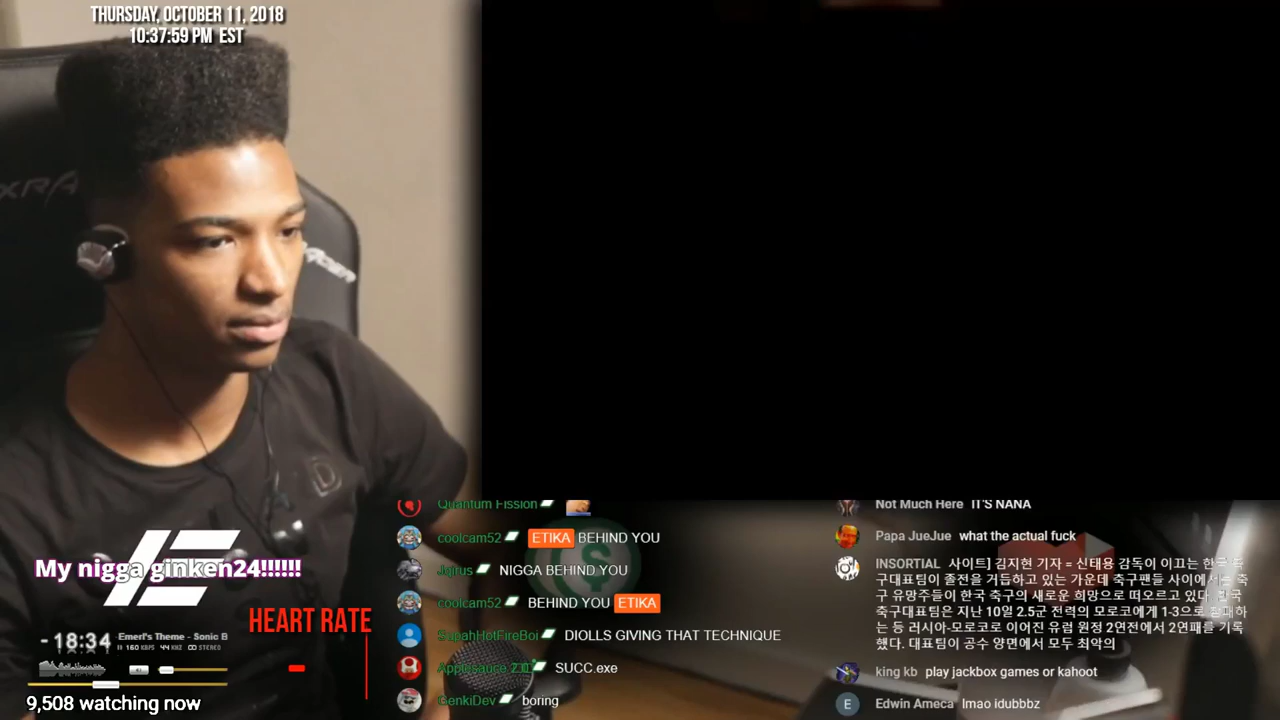 THURSDAY, OCTOBER 11, 2018
10:37:59 PM EST
My nigga ginken24!!!!!!
HEART RATE
- 18:34
Emerl's Theme - Sonic B
160 KBPS 44 KHZ STEREO
9,508 watching now
Quantum Fission
coolcam52 ETIKA BEHIND YOU
Jqirus NIGGA BEHIND YOU
coolcam52 BEHIND YOU ETIKA
SupahHotFireBoi DIOLLS GIVING THAT TECHNIQUE
Applesauce 2.0 SUCC.exe
GenkiDev boring
Not Much Here IT'S NANA
Papa JueJue what the actual fuck
INSORTIAL 사이트] 김지현 기자 = 신태용 감독이 이끄는 한국 축
구대표팀이 졸전을 거듭하고 있는 가운데 축구팬들 사이에서는 축
구 유망주들이 한국 축구의 새로운 희망으로 떠오르고 있다. 한국
축구대표팀은 지난 10일 2.5군 전력의 모로코에게 1-3으로 완패하
는 등 러시아-모로코로 이어진 유럽 원정 2연전에서 2연패를 기록
했다. 대표팀이 공수 양면에서 모두 최악의
king kb play jackbox games or kahoot
Edwin Ameca lmao idubbbz